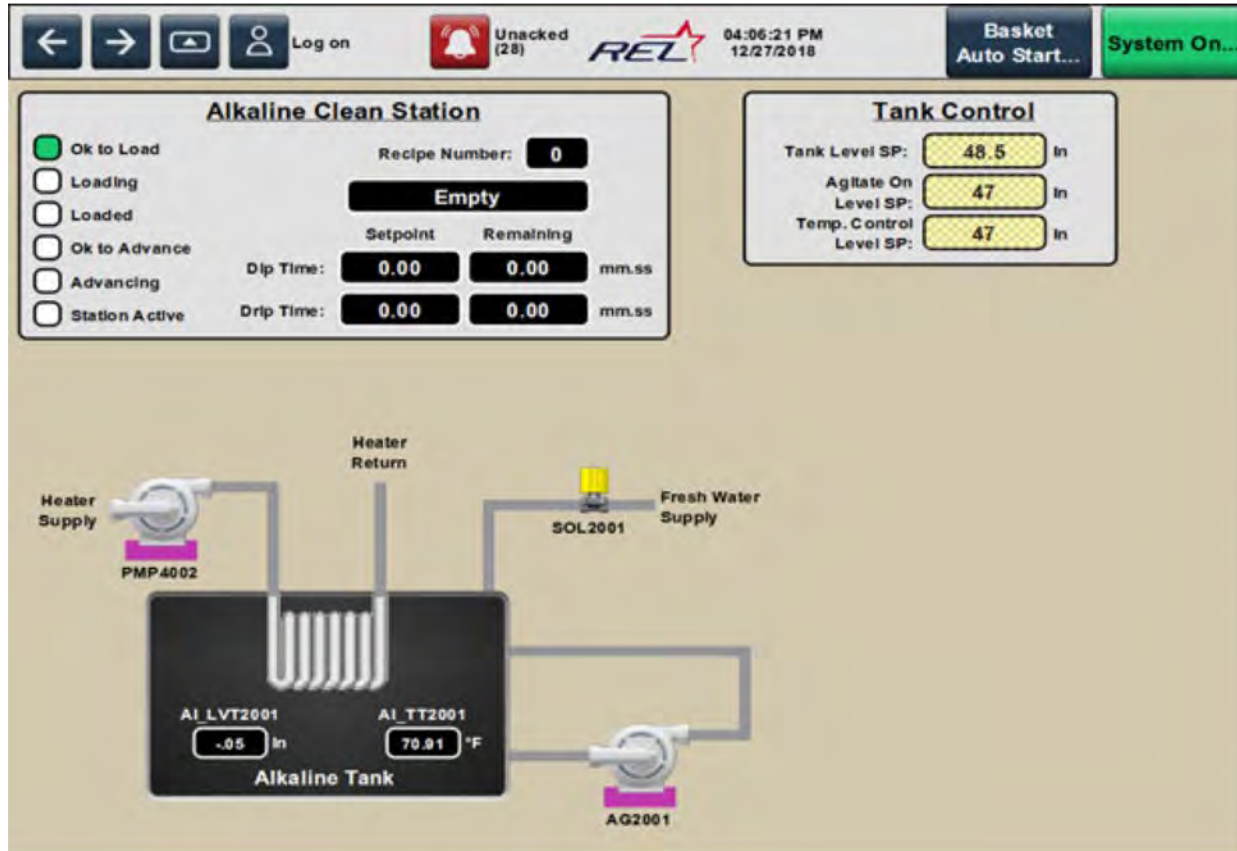 Log on
Unacked
(28)
REL
04:06:21 PM
12/27/2018
Basket
Auto Start...
System On...
Alkaline Clean Station
Ok to Load
Loading
Loaded
Ok to Advance
Advancing
Station Active
Recipe Number: 0
Empty
Setpoint Remaining
Dip Time: 0.00 0.00 mm.ss
Drip Time: 0.00 0.00 mm.ss
Tank Control
Tank Level SP: 48.5 In
Agitate On
Level SP: 47 In
Temp. Control
Level SP: 47 In
Heater
Return
Heater
Supply
PMP4002
SOL2001
Fresh Water
Supply
AI_LVT2001
-.05 In
AI_TT2001
70.91 °F
Alkaline Tank
AG2001